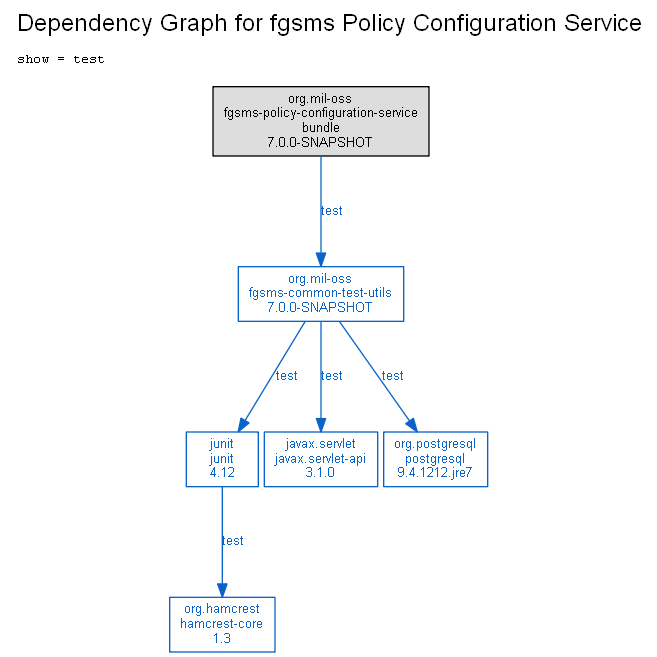 Dependency Graph for fgsms Policy Configuration Service
show = test
org.mil-oss
fgsms-policy-configuration-service
bundle
7.0.0-SNAPSHOT
test
org.mil-oss
fgsms-common-test-utils
7.0.0-SNAPSHOT
test
test
test
junit
junit
4.12
javax.servlet
javax.servlet-api
3.1.0
org.postgresql
postgresql
9.4.1212.jre7
test
org.hamcrest
hamcrest-core
1.3